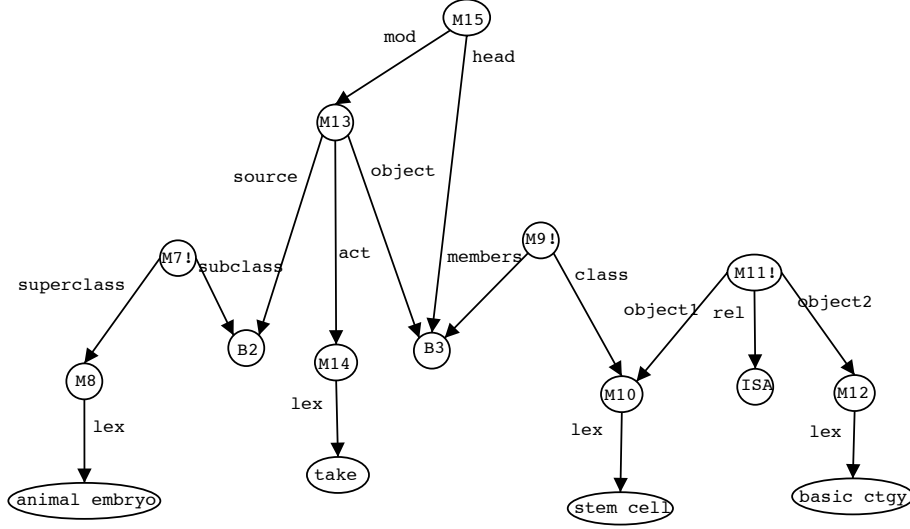 M15
mod
head
M13
source
object
act
M9!
members
class
M7!
superclass
subclass
M11!
object1
rel
object2
B2
M14
B3
M8
M10
ISA
M12
lex
lex
lex
lex
animal embryo
take
stem cell
basic ctgy